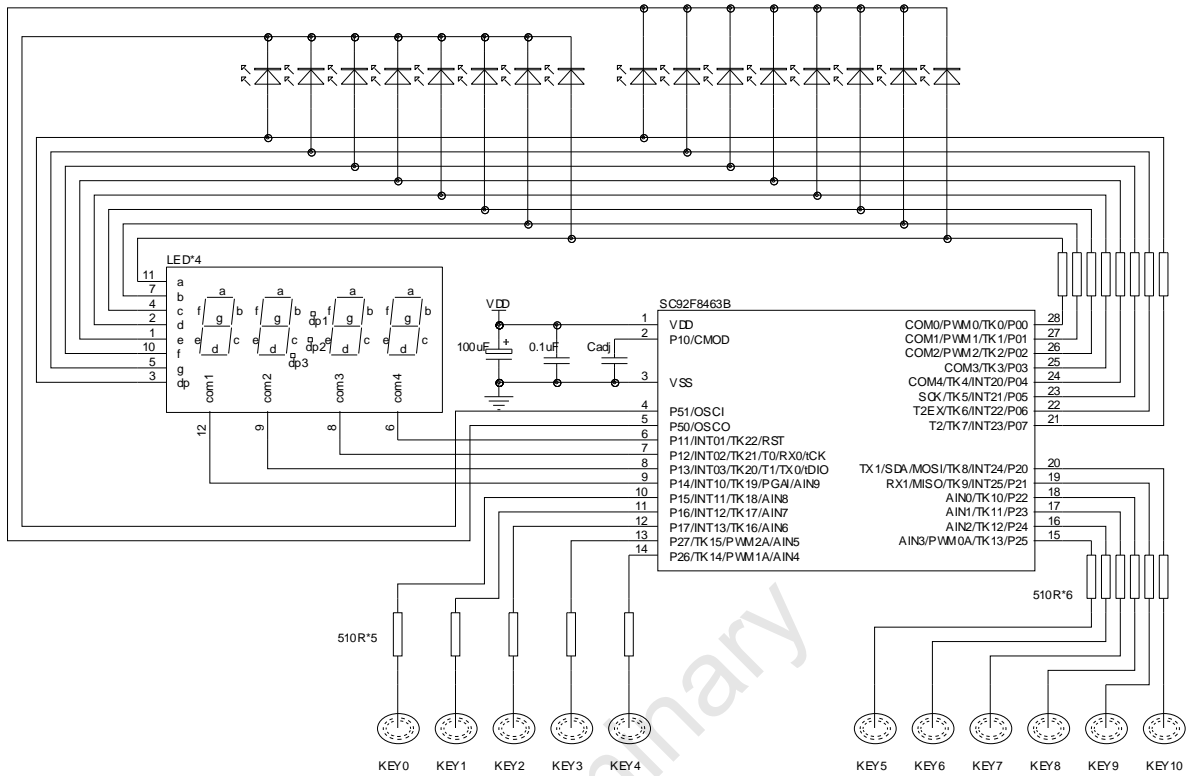 LED*4
11 a
7 b
4 c
2 d
1 e
10 f
5 g
3 dp
a a a a
f g b f g b f g b f g b
e d c e d c e d c e d c
dp1
dp2
dp3
com1 com2 com3 com4
12 9 8 6
VDD
100uF + 0.1uF Cadj
SC92F8463B
1 VDD
2 P10/CMOD
3 VSS
4 P51/OSCI
5 P50/OSCO
6 P11/INT01/TK22/RST
7 P12/INT02/TK21/T0/RX0/tCK
8 P13/INT03/TK20/T1/TX0/tDIO
9 P14/INT10/TK19/PGAI/AIN9
10 P15/INT11/TK18/AIN8
11 P16/INT12/TK17/AIN7
12 P17/INT13/TK16/AIN6
13 P27/TK15/PWM2A/AIN5
14 P26/TK14/PWM1A/AIN4
COM0/PWM0/TK0/P00 28
COM1/PWM1/TK1/P01 27
COM2/PWM2/TK2/P02 26
COM3/TK3/P03 25
COM4/TK4/INT20/P04 24
SCK/TK5/INT21/P05 23
T2EX/TK6/INT22/P06 22
T2/TK7/INT23/P07 21
TX1/SDA/MOSI/TK8/INT24/P20 20
RX1/MISO/TK9/INT25/P21 19
AIN0/TK10/P22 18
AIN1/TK11/P23 17
AIN2/TK12/P24 16
AIN3/PWM0A/TK13/P25 15
510R*5
510R*6
KEY0 KEY1 KEY2 KEY3 KEY4 KEY5 KEY6 KEY7 KEY8 KEY9 KEY10